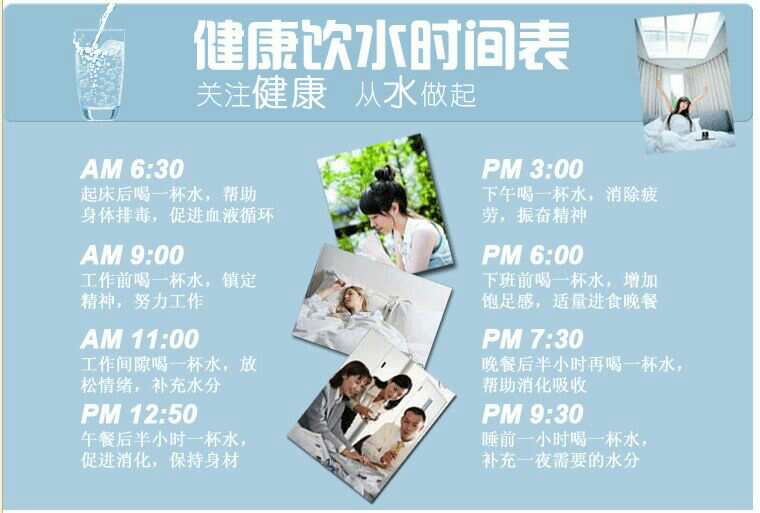 健康饮水时间表
关注健康 从水做起
AM 6:30
起床后喝一杯水，帮助
身体排毒，促进血液循环
AM 9:00
工作前喝一杯水，镇定
精神，努力工作
AM 11:00
工作间隙喝一杯水，放
松情绪，补充水分
PM 12:50
午餐后半小时一杯水，
促进消化，保持身材
PM 3:00
下午喝一杯水，消除疲
劳，振奋精神
PM 6:00
下班前喝一杯水，增加
饱足感，适量进食晚餐
PM 7:30
晚餐后半小时再喝一杯水，
帮助消化吸收
PM 9:30
睡前一小时喝一杯水，
补充一夜需要的水分